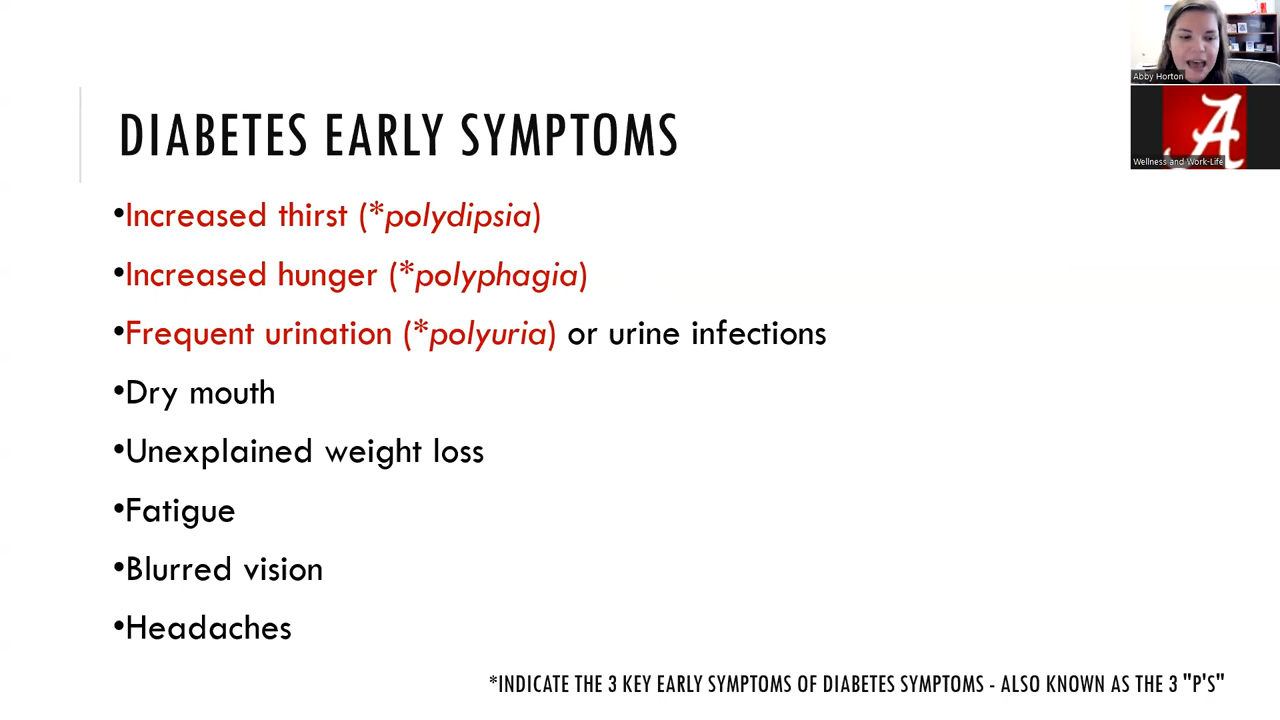 DIABETES EARLY SYMPTOMS
•Increased thirst (*polydipsia)
•Increased hunger (*polyphagia)
•Frequent urination (*polyuria) or urine infections
•Dry mouth
•Unexplained weight loss
•Fatigue
•Blurred vision
•Headaches
*INDICATE THE 3 KEY EARLY SYMPTOMS OF DIABETES SYMPTOMS - ALSO KNOWN AS THE 3 "P'S"
Abby Horton
A
Wellness and Work-Life